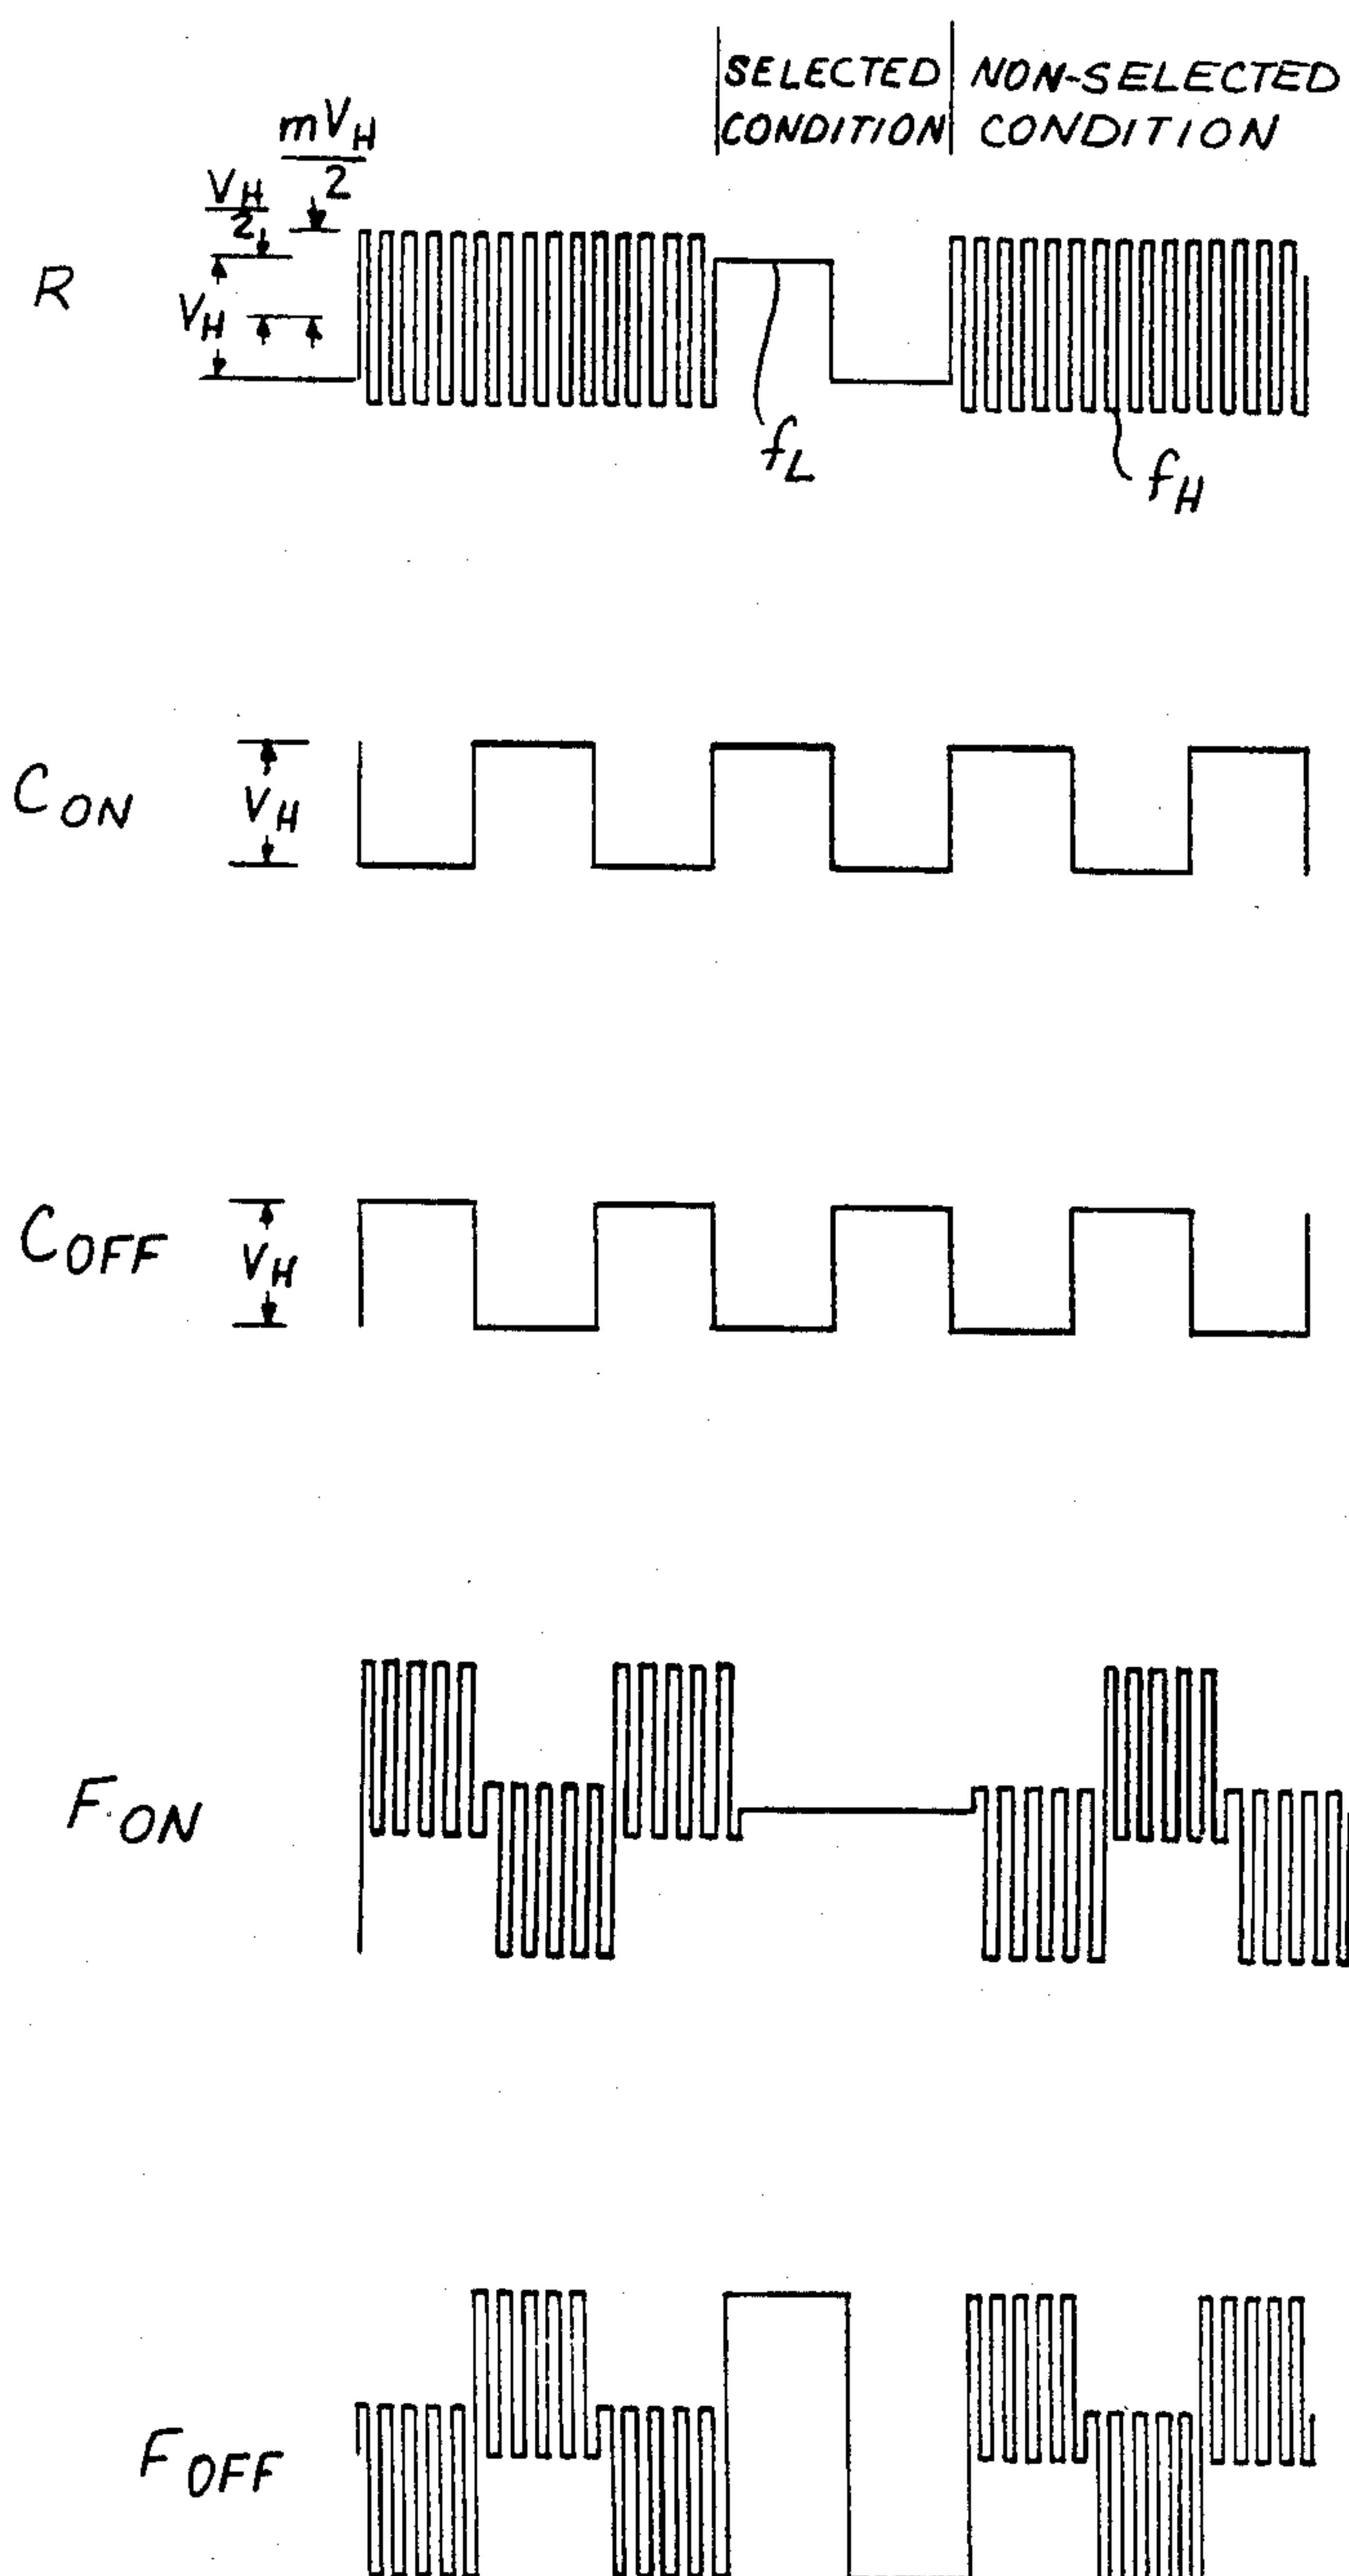 SELECTED
CONDITION
NON-SELECTED
CONDITION
mV_H
2
V_H
2
R
V_H
f_L
f_H
C_ON
V_H
C_OFF
V_H
F_ON
F_OFF